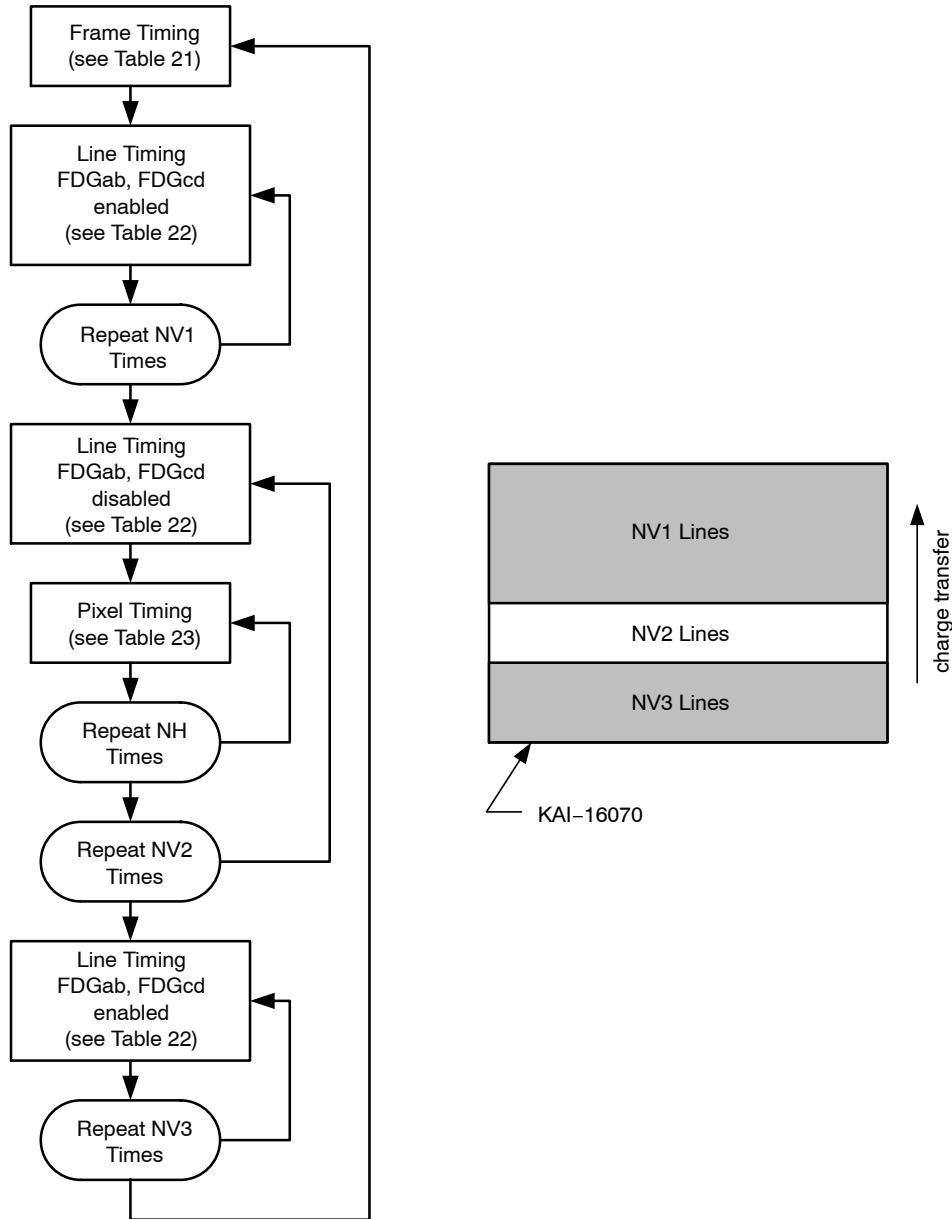 Frame Timing
(see Table 21)
Line Timing
FDGab, FDGcd
enabled
(see Table 22)
Repeat NV1
Times
Line Timing
FDGab, FDGcd
disabled
(see Table 22)
Pixel Timing
(see Table 23)
Repeat NH
Times
Repeat NV2
Times
Line Timing
FDGab, FDGcd
enabled
(see Table 22)
Repeat NV3
Times
NV1 Lines
NV2 Lines
NV3 Lines
charge transfer
KAI−16070